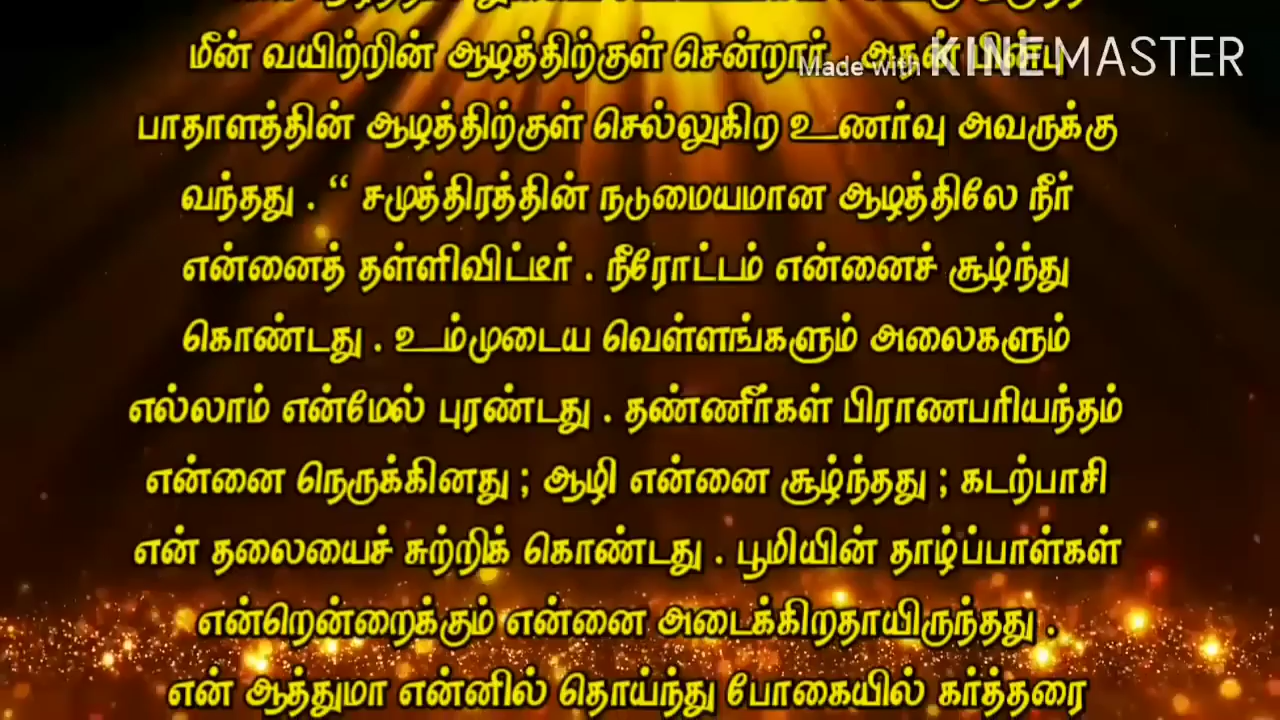 மீன் வயிற்றின் ஆழத்திற்குள் சென்றார் . அதன் பின்பு
Made with KINEMASTER
பாதாளத்தின் ஆழத்திற்குள் செல்லுகிற உணர்வு அவருக்கு
வந்தது . “ சமுத்திரத்தின் நடுமையமான ஆழத்திலே நீர்
என்னைத் தள்ளிவிட்டீர் . நீரோட்டம் என்னைச் சூழ்ந்து
கொண்டது . உம்முடைய வெள்ளங்களும் அலைகளும்
எல்லாம் என்மேல் புரண்டது . தண்ணீர்கள் பிராணபரியந்தம்
என்னை நெருக்கினது ; ஆழி என்னை சூழ்ந்தது ; கடற்பாசி
என் தலையைச் சுற்றிக் கொண்டது . பூமியின் தாழ்ப்பாள்கள்
என்றென்றைக்கும் என்னை அடைக்கிறதாயிருந்தது .
என் ஆத்துமா என்னில் தொய்ந்து போகையில் கர்த்தரை